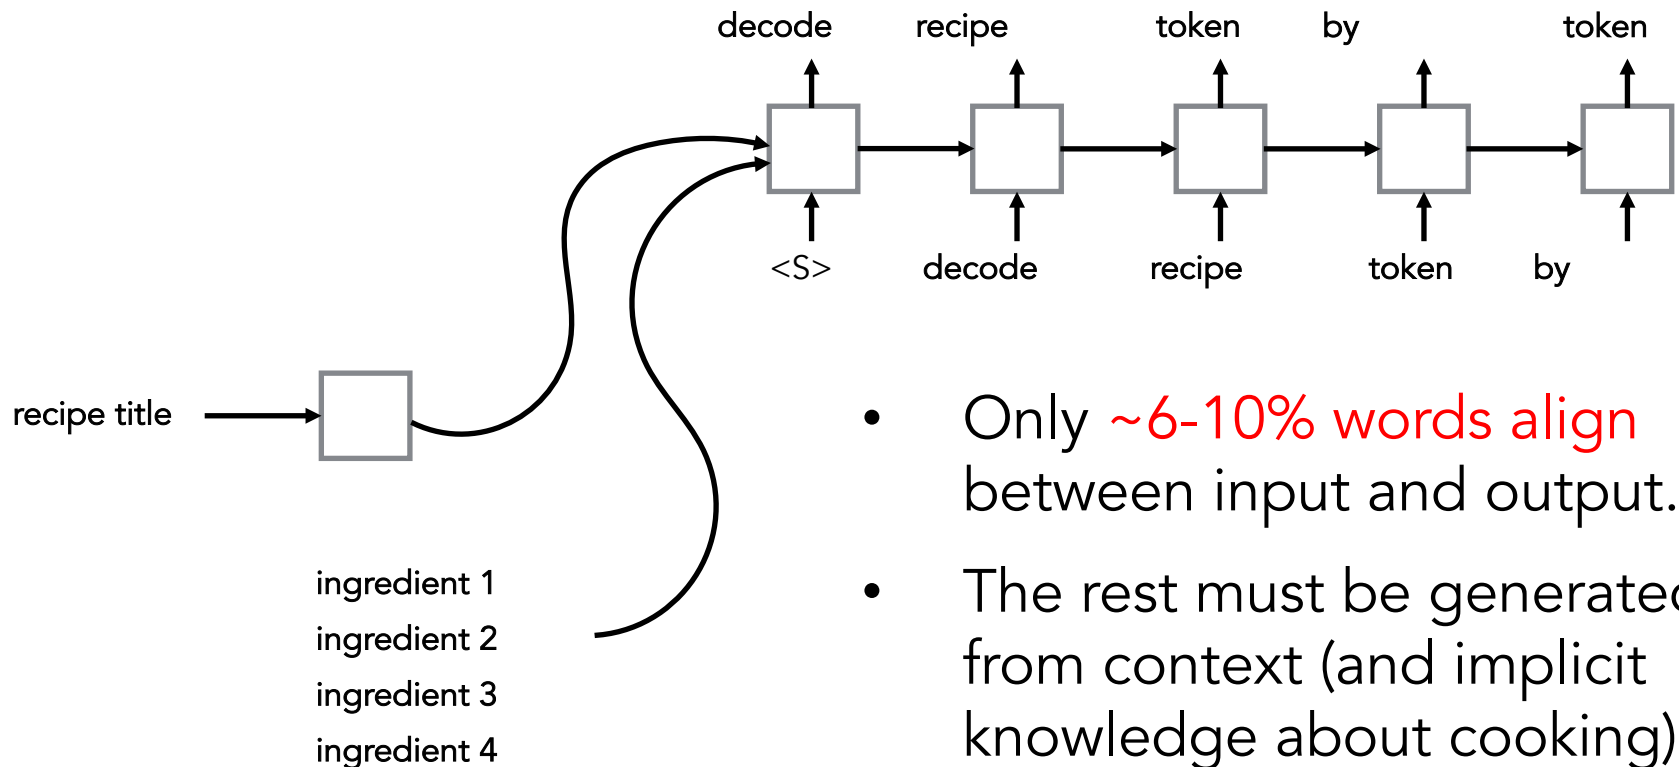 decode recipe token by token
<S> decode recipe token by
recipe title
• Only ~6-10% words align
between input and output.
• The rest must be generated
from context (and implicit
knowledge about cooking)
ingredient 1
ingredient 2
ingredient 3
ingredient 4